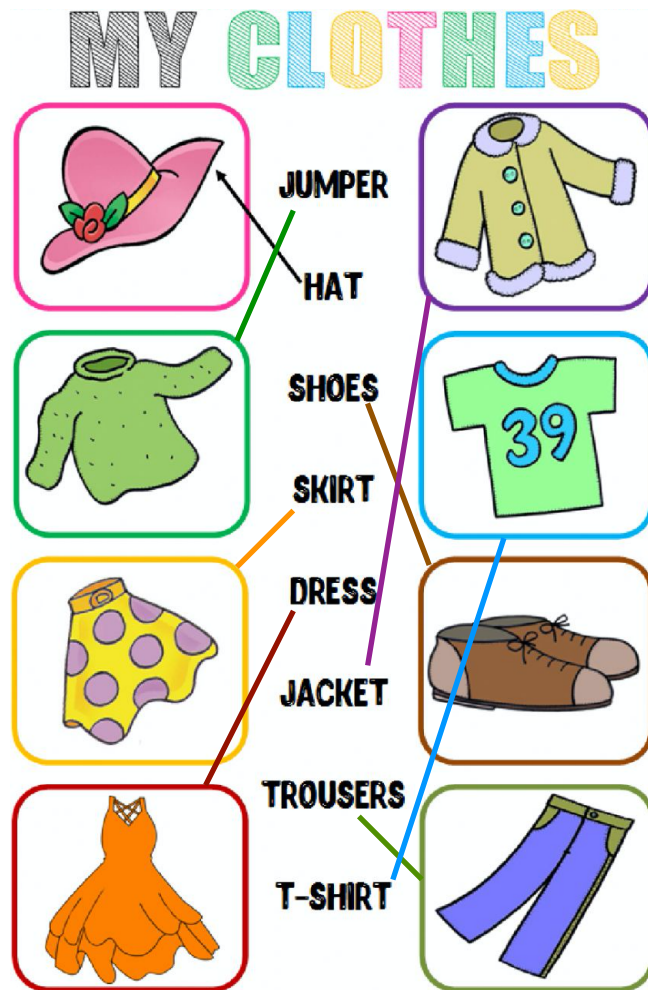 MY CLOTHES
JUMPER
HAT
SHOES
39
SKIRT
DRESS
JACKET
TROUSERS
T-SHIRT